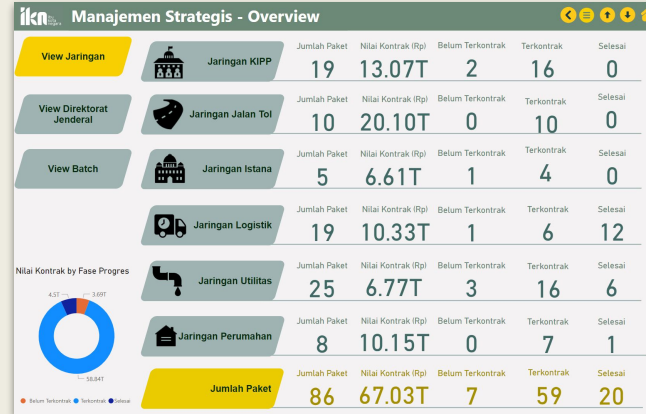 ikn Manajemen Strategis - Overview
View Jaringan
View Direktorat
Jenderal
View Batch
Jaringan KIPP
Jumlah Paket Nilai Kontrak (Rp) Belum Terkontrak Terkontrak Selesai
19 13.07T 2 16 0
Jaringan Jalan Tol
Jumlah Paket Nilai Kontrak (Rp) Belum Terkontrak Terkontrak Selesai
10 20.10T 0 10 0
Jaringan Istana
Jumlah Paket Nilai Kontrak (Rp) Belum Terkontrak Terkontrak Selesai
5 6.61T 1 4 0
Jaringan Logistik
Jumlah Paket Nilai Kontrak (Rp) Belum Terkontrak Terkontrak Selesai
19 10.33T 1 6 12
Jaringan Utilitas
Jumlah Paket Nilai Kontrak (Rp) Belum Terkontrak Terkontrak Selesai
25 6.77T 3 16 6
Jaringan Perumahan
Jumlah Paket Nilai Kontrak (Rp) Belum Terkontrak Terkontrak Selesai
8 10.15T 0 7 1
Jumlah Paket
Jumlah Paket Nilai Kontrak (Rp) Belum Terkontrak Terkontrak Selesai
86 67.03T 7 59 20
Nilai Kontrak by Fase Progres
4.5T 3.69T
58.84T
Belum Terkontrak Terkontrak Selesai